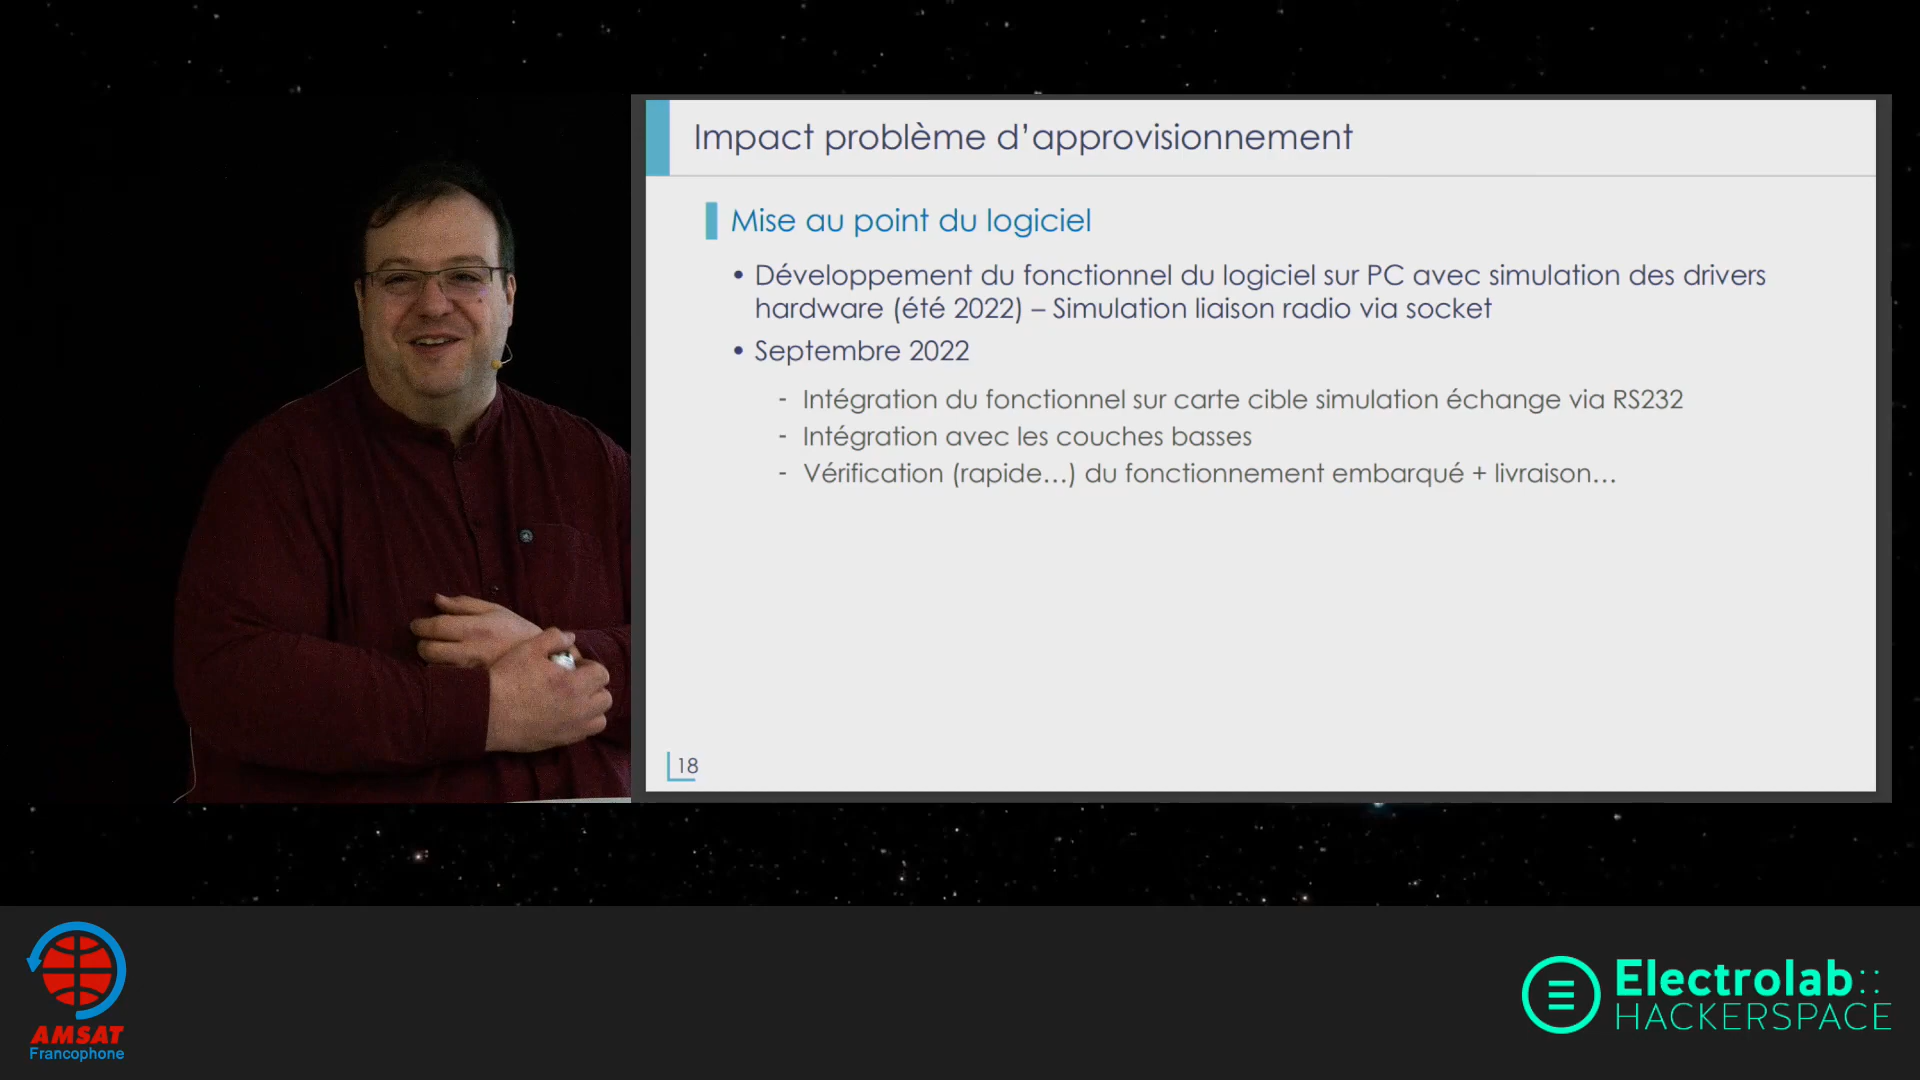 Impact problème d’approvisionnement
Mise au point du logiciel
• Développement du fonctionnel du logiciel sur PC avec simulation des drivers
hardware (été 2022) – Simulation liaison radio via socket
• Septembre 2022
- Intégration du fonctionnel sur carte cible simulation échange via RS232
- Intégration avec les couches basses
- Vérification (rapide…) du fonctionnement embarqué + livraison…
18
AMSAT
Francophone
Electrolab::
HACKERSPACE